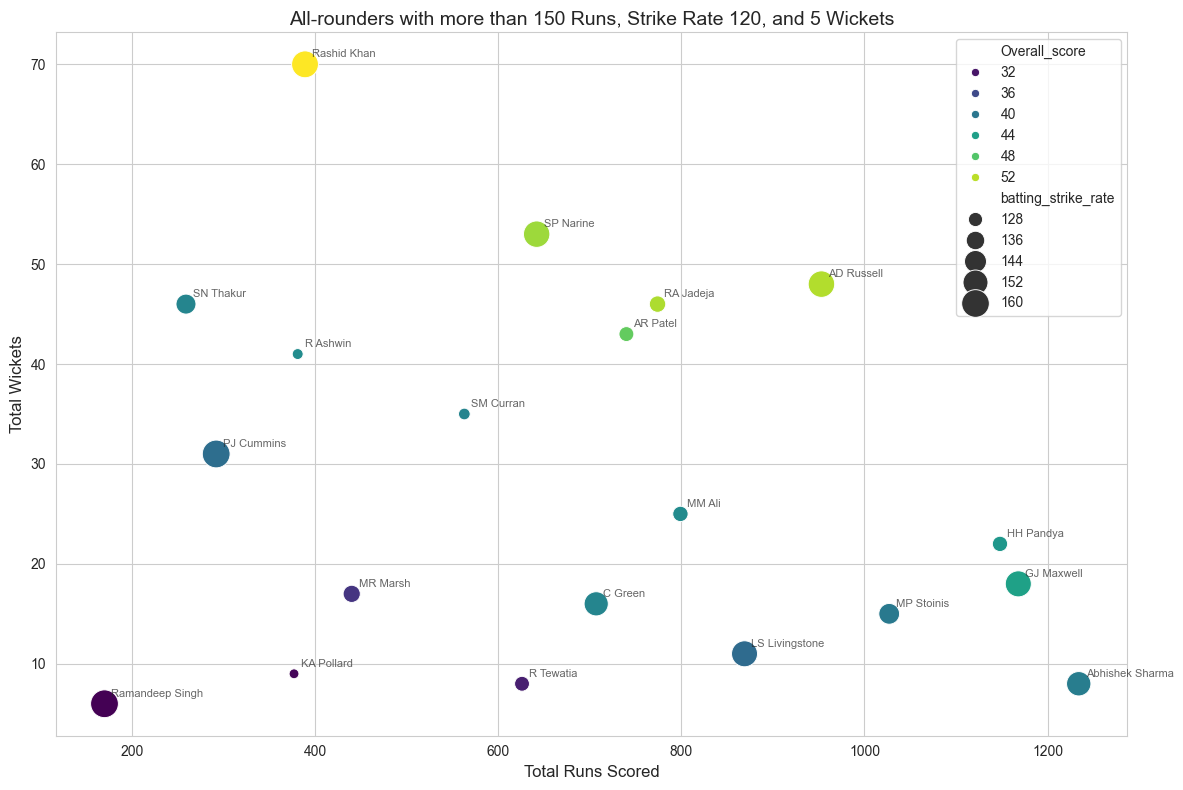 All-rounders with more than 150 Runs, Strike Rate 120, and 5 Wickets
Overall_score
32
36
40
44
48
52
batting_strike_rate
128
136
144
152
160
Total Wickets
70
60
50
40
30
20
10
Rashid Khan
SP Narine
AD Russell
SN Thakur
RA Jadeja
AR Patel
R Ashwin
SM Curran
PJ Cummins
MM Ali
HH Pandya
GJ Maxwell
MR Marsh
C Green
MP Stoinis
LS Livingstone
KA Pollard
R Tewatia
Abhishek Sharma
Ramandeep Singh
200
400
600
800
1000
1200
Total Runs Scored